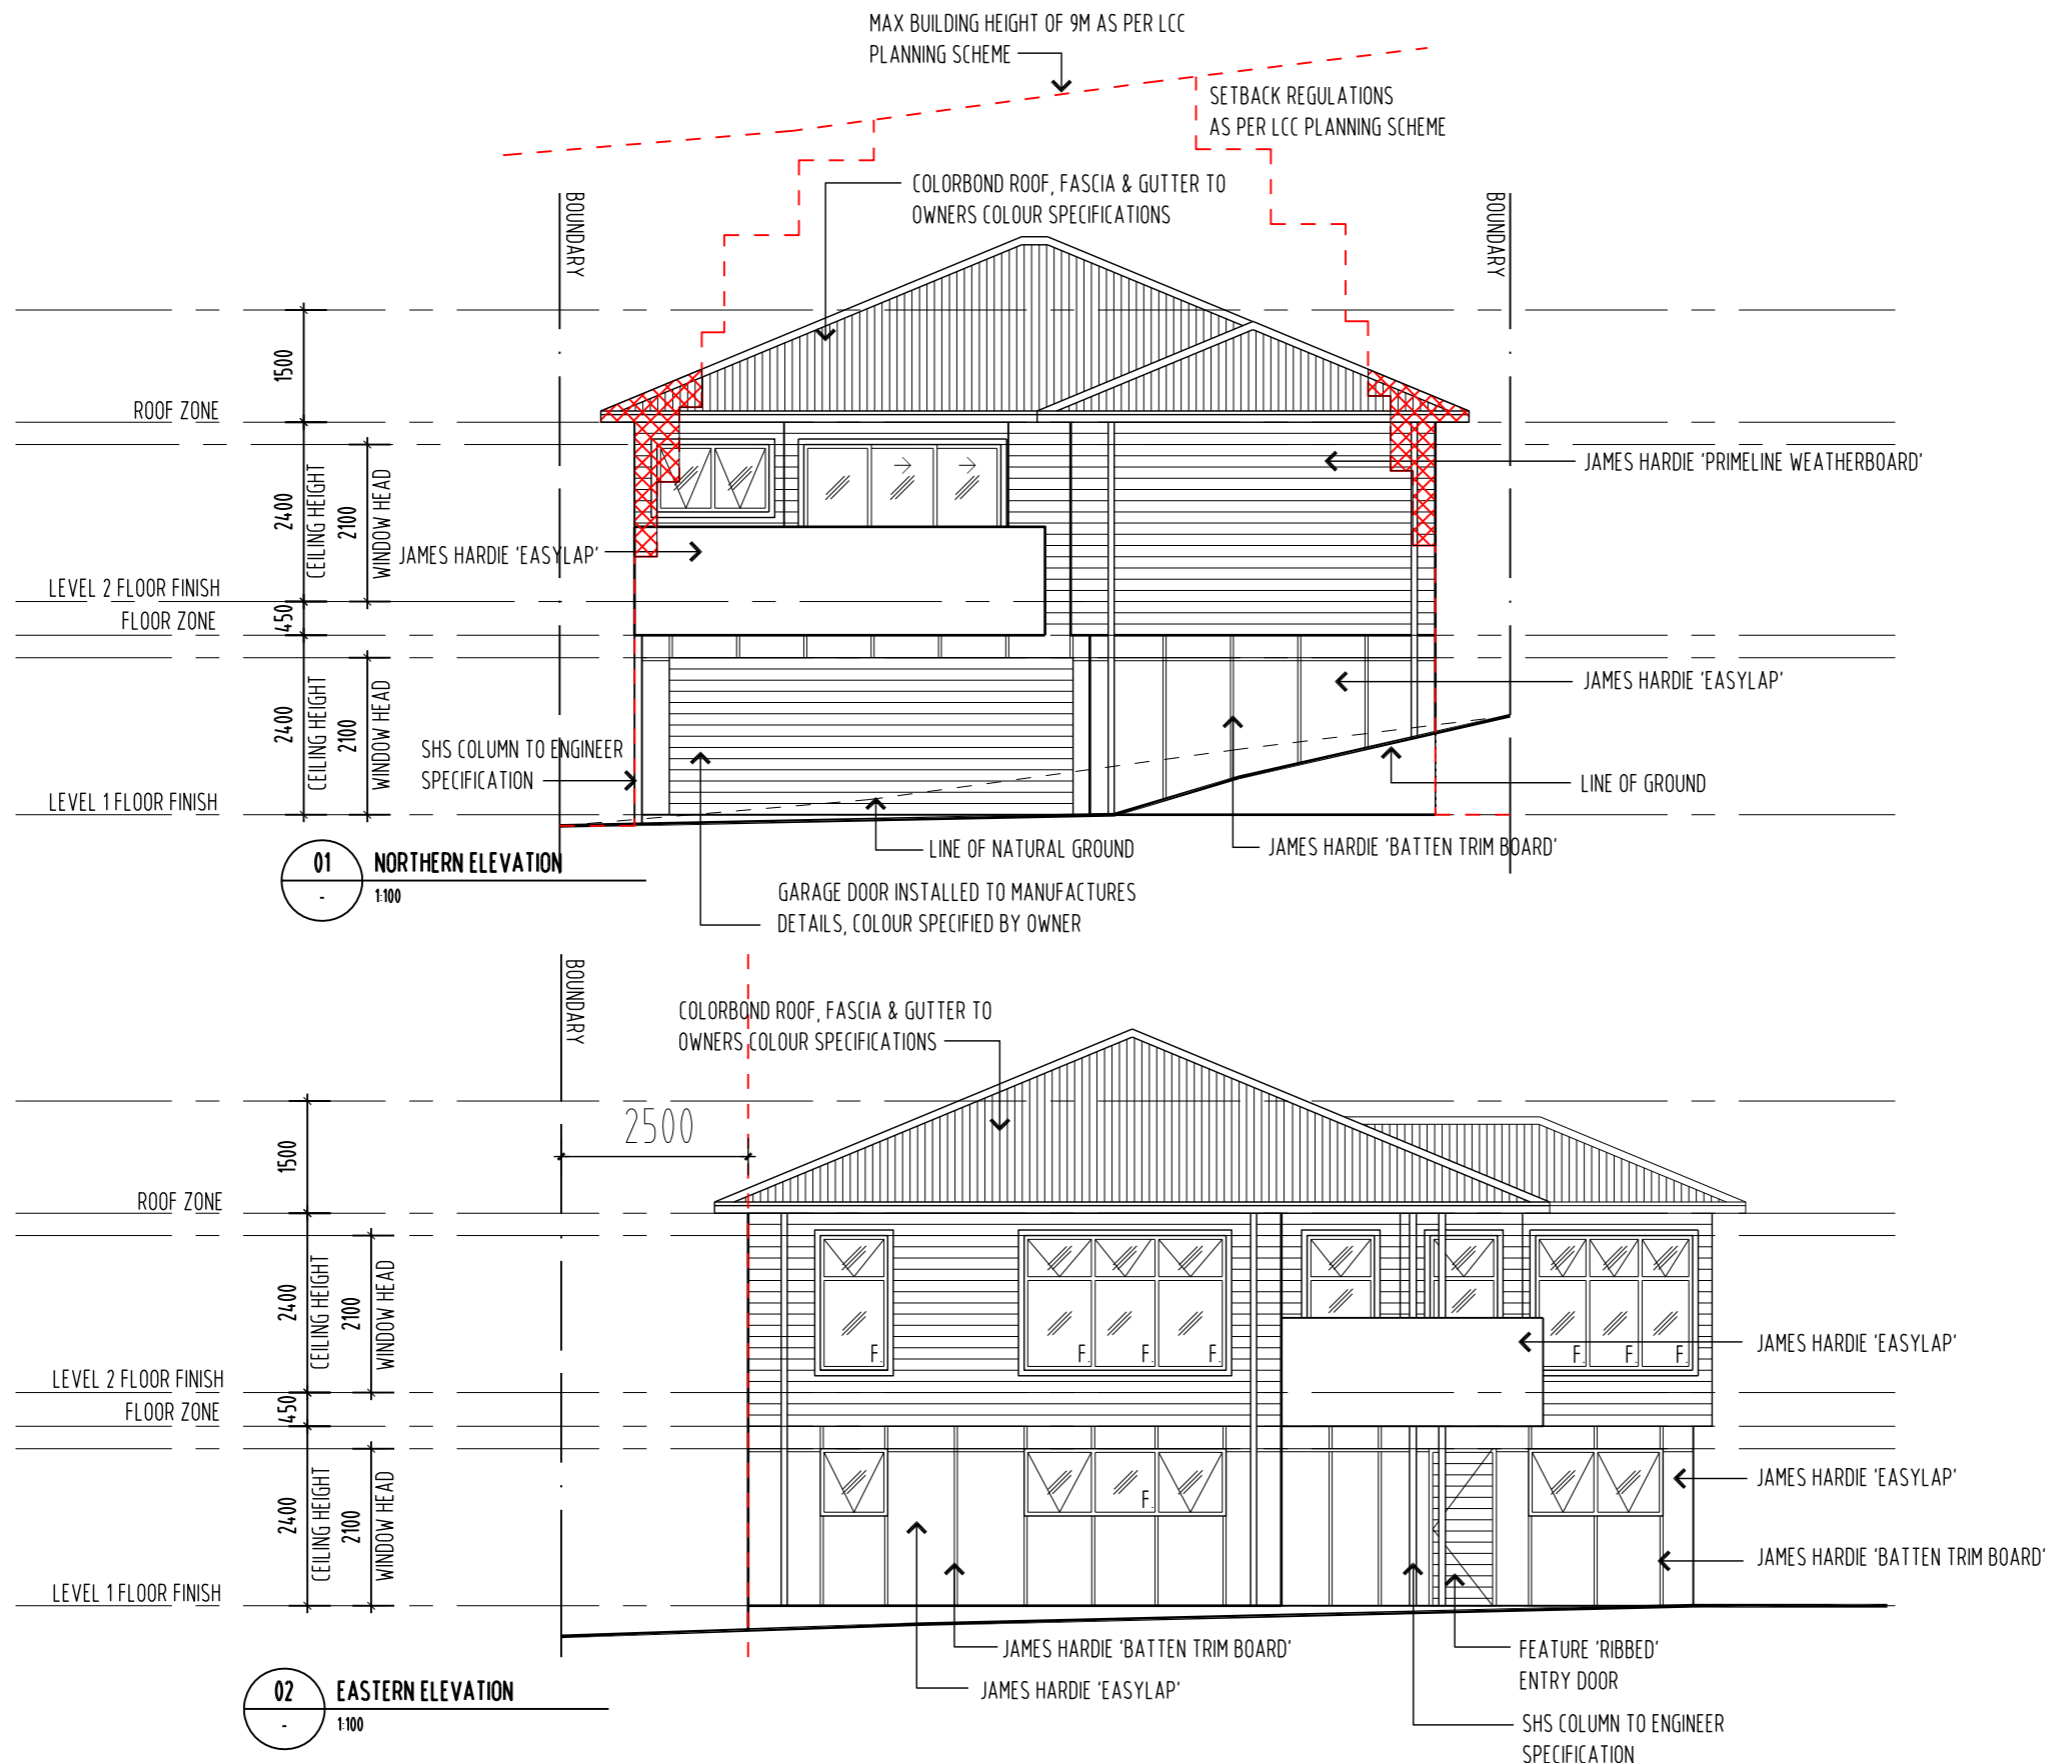 MAX BUILDING HEIGHT OF 9M AS PER LCC
PLANNING SCHEME
SETBACK REGULATIONS
AS PER LCC PLANNING SCHEME
COLORBOND ROOF, FASCIA & GUTTER TO
OWNERS COLOUR SPECIFICATIONS
BOUNDARY
BOUNDARY
1500
ROOF ZONE
2400
CEILING HEIGHT
2100
WINDOW HEAD
JAMES HARDIE 'PRIMELINE WEATHERBOARD'
JAMES HARDIE 'EASYLAP'
LEVEL 2 FLOOR FINISH
450
FLOOR ZONE
2400
CEILING HEIGHT
2100
WINDOW HEAD
JAMES HARDIE 'EASYLAP'
SHS COLUMN TO ENGINEER
SPECIFICATION
LINE OF GROUND
LEVEL 1 FLOOR FINISH
LINE OF NATURAL GROUND
JAMES HARDIE 'BATTEN TRIM BOARD'
01
-
NORTHERN ELEVATION
1:100
GARAGE DOOR INSTALLED TO MANUFACTURES
DETAILS, COLOUR SPECIFIED BY OWNER
BOUNDARY
COLORBOND ROOF, FASCIA & GUTTER TO
OWNERS COLOUR SPECIFICATIONS
2500
1500
ROOF ZONE
2400
CEILING HEIGHT
2100
WINDOW HEAD
F.
F.
F.
F.
F.
F.
F.
JAMES HARDIE 'EASYLAP'
LEVEL 2 FLOOR FINISH
450
FLOOR ZONE
2400
CEILING HEIGHT
2100
WINDOW HEAD
F.
JAMES HARDIE 'EASYLAP'
JAMES HARDIE 'BATTEN TRIM BOARD'
LEVEL 1 FLOOR FINISH
JAMES HARDIE 'BATTEN TRIM BOARD'
JAMES HARDIE 'EASYLAP'
FEATURE 'RIBBED'
ENTRY DOOR
SHS COLUMN TO ENGINEER
SPECIFICATION
02
-
EASTERN ELEVATION
1:100